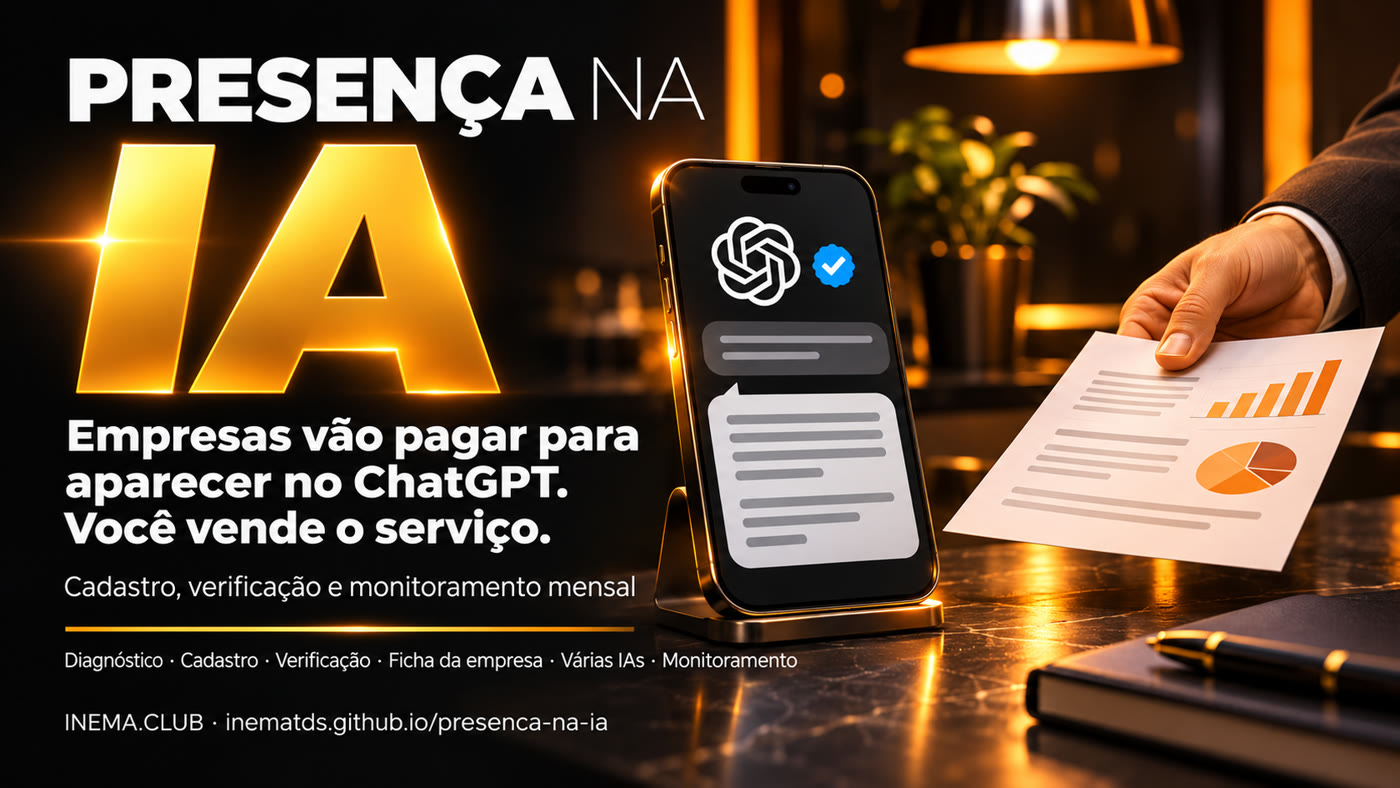 PRESENÇA NA
IA
Empresas vão pagar para
aparecer no ChatGPT.
Você vende o serviço.
Cadastro, verificação e monitoramento mensal
Diagnóstico · Cadastro · Verificação · Ficha da empresa · Várias IAs · Monitoramento
INEMA.CLUB · inematds.github.io/presenca-na-ia